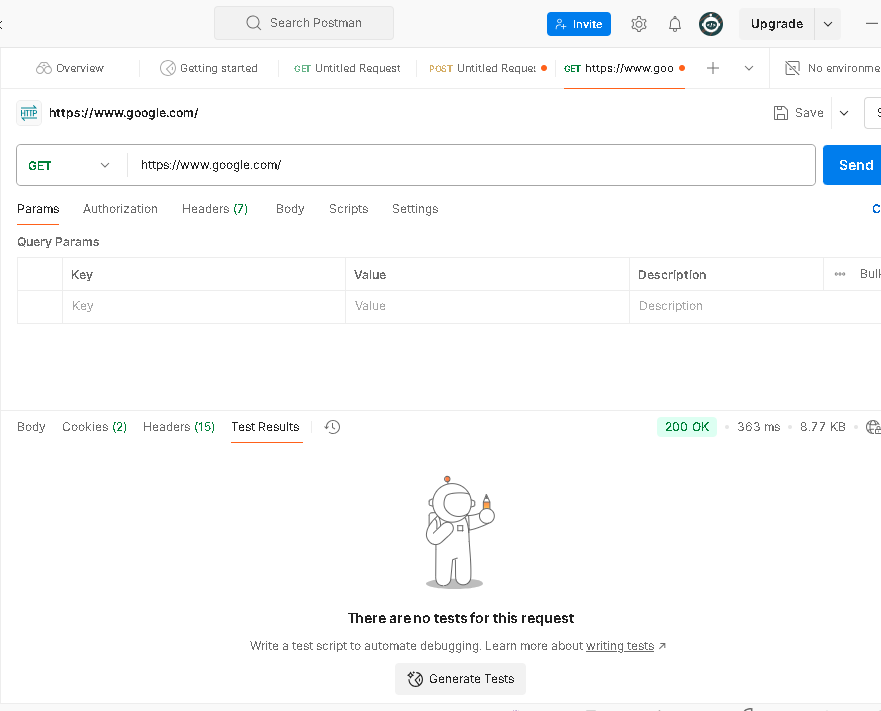 Search Postman
Invite
Upgrade
Overview
Getting started
GET Untitled Request
POST Untitled Reque
GET https://www.goo
No environme
HTTP
https://www.google.com/
Save
GET
https://www.google.com/
Send
Params
Authorization
Headers (7)
Body
Scripts
Settings
Query Params
Key
Value
Description
Bulk
Key
Value
Description
Body
Cookies (2)
Headers (15)
Test Results
200 OK
363 ms
8.77 KB
There are no tests for this request
Write a test script to automate debugging. Learn more about writing tests ↗
Generate Tests